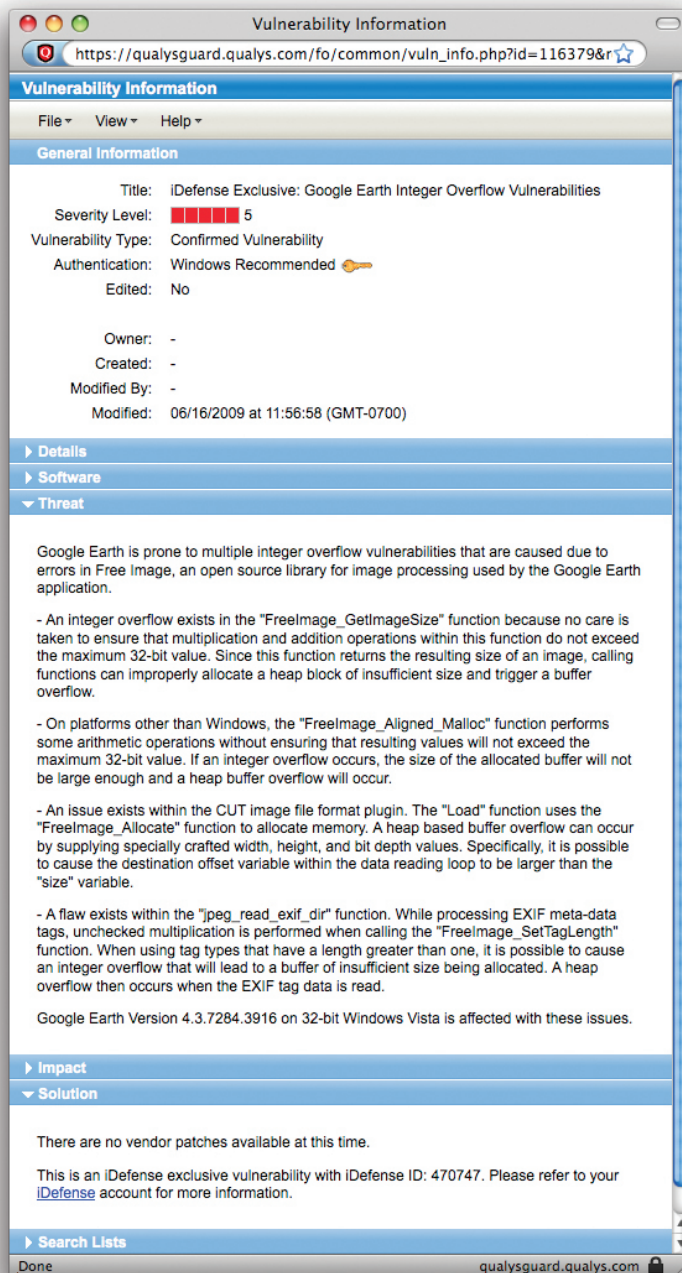 Vulnerability Information
https://qualysguard.qualys.com/fo/common/vuln_info.php?id=116379&r
Vulnerability Information
File View Help
General Information
Title: iDefense Exclusive: Google Earth Integer Overflow Vulnerabilities
Severity Level: 5
Vulnerability Type: Confirmed Vulnerability
Authentication: Windows Recommended
Edited: No
Owner: -
Created: -
Modified By: -
Modified: 06/16/2009 at 11:56:58 (GMT-0700)
Details
Software
Threat
Google Earth is prone to multiple integer overflow vulnerabilities that are caused due to
errors in Free Image, an open source library for image processing used by the Google Earth
application.
- An integer overflow exists in the "FreeImage_GetImageSize" function because no care is
taken to ensure that multiplication and addition operations within this function do not exceed
the maximum 32-bit value. Since this function returns the resulting size of an image, calling
functions can improperly allocate a heap block of insufficient size and trigger a buffer
overflow.
- On platforms other than Windows, the "FreeImage_Aligned_Malloc" function performs
some arithmetic operations without ensuring that resulting values will not exceed the
maximum 32-bit value. If an integer overflow occurs, the size of the allocated buffer will not
be large enough and a heap buffer overflow will occur.
- An issue exists within the CUT image file format plugin. The "Load" function uses the
"FreeImage_Allocate" function to allocate memory. A heap based buffer overflow can occur
by supplying specially crafted width, height, and bit depth values. Specifically, it is possible
to cause the destination offset variable within the data reading loop to be larger than the
"size" variable.
- A flaw exists within the "jpeg_read_exif_dir" function. While processing EXIF meta-data
tags, unchecked multiplication is performed when calling the "FreeImage_SetTagLength"
function. When using tag types that have a length greater than one, it is possible to cause
an integer overflow that will lead to a buffer of insufficient size being allocated. A heap
overflow then occurs when the EXIF tag data is read.
Google Earth Version 4.3.7284.3916 on 32-bit Windows Vista is affected with these issues.
Impact
Solution
There are no vendor patches available at this time.
This is an iDefense exclusive vulnerability with iDefense ID: 470747. Please refer to your
iDefense account for more information.
Search Lists
Done qualysguard.qualys.com